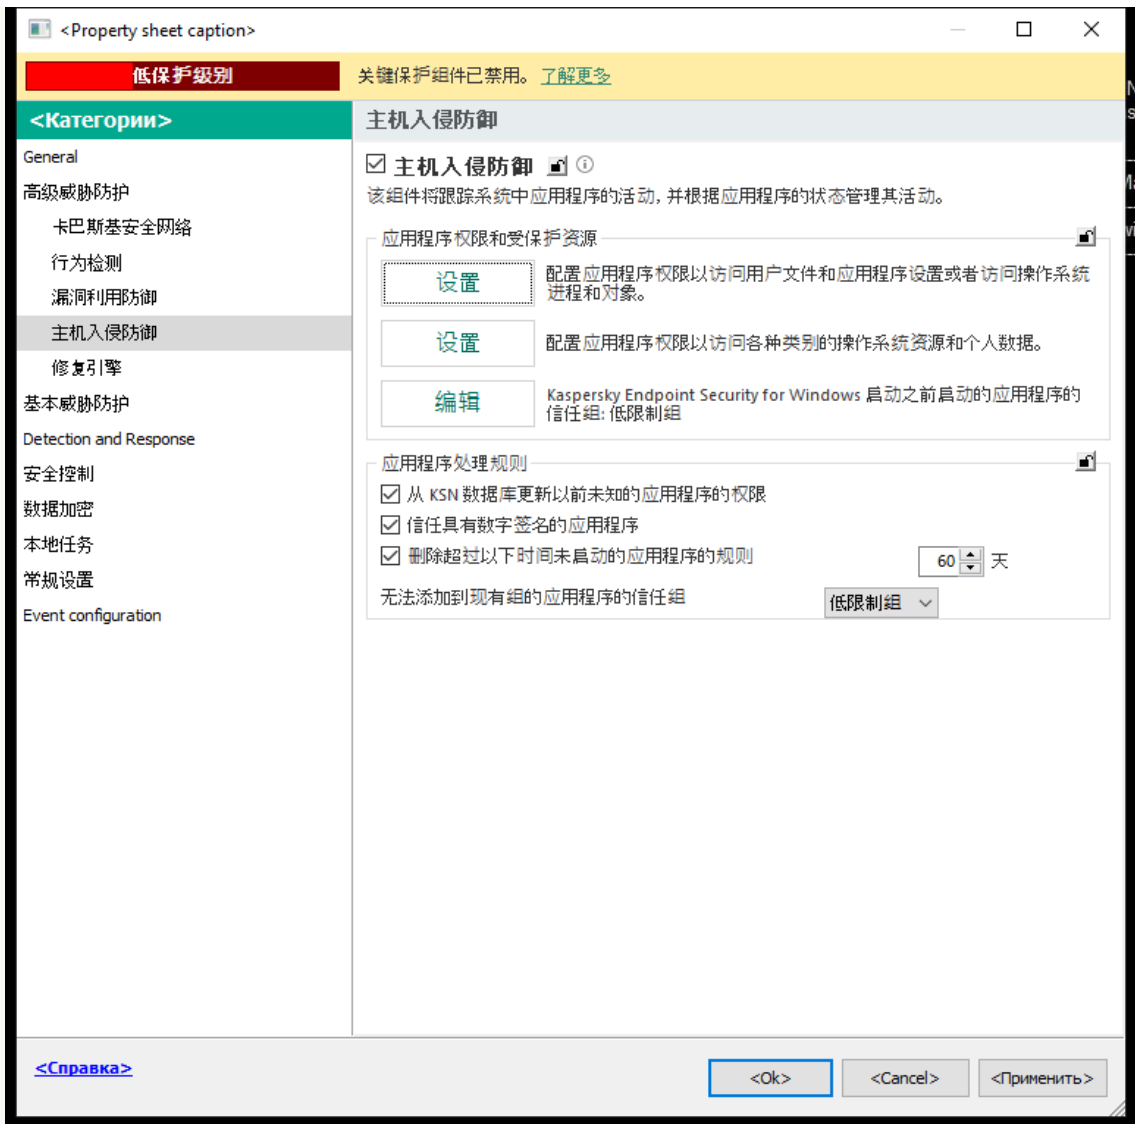 <Property sheet caption>
低保护级别
关键保护组件已禁用。 了解更多
<Категории>
主机入侵防御
General
高级威胁防护
卡巴斯基安全网络
行为检测
漏洞利用防御
主机入侵防御
修复引擎
基本威胁防护
Detection and Response
安全控制
数据加密
本地任务
常规设置
Event configuration
主机入侵防御
该组件将跟踪系统中应用程序的活动, 并根据应用程序的状态管理其活动。
应用程序权限和受保护资源
设置
配置应用程序权限以访问用户文件和应用程序设置或者访问操作系统
进程和对象。
设置
配置应用程序权限以访问各种类别的操作系统资源和个人数据。
编辑
Kaspersky Endpoint Security for Windows 启动之前启动的应用程序的
信任组: 低限制组
应用程序处理规则
从 KSN 数据库更新以前未知的应用程序的权限
信任具有数字签名的应用程序
删除超过以下时间未启动的应用程序的规则
60 天
无法添加到现有组的应用程序的信任组
低限制组
<Справка>
<Ok>
<Cancel>
<Применить>